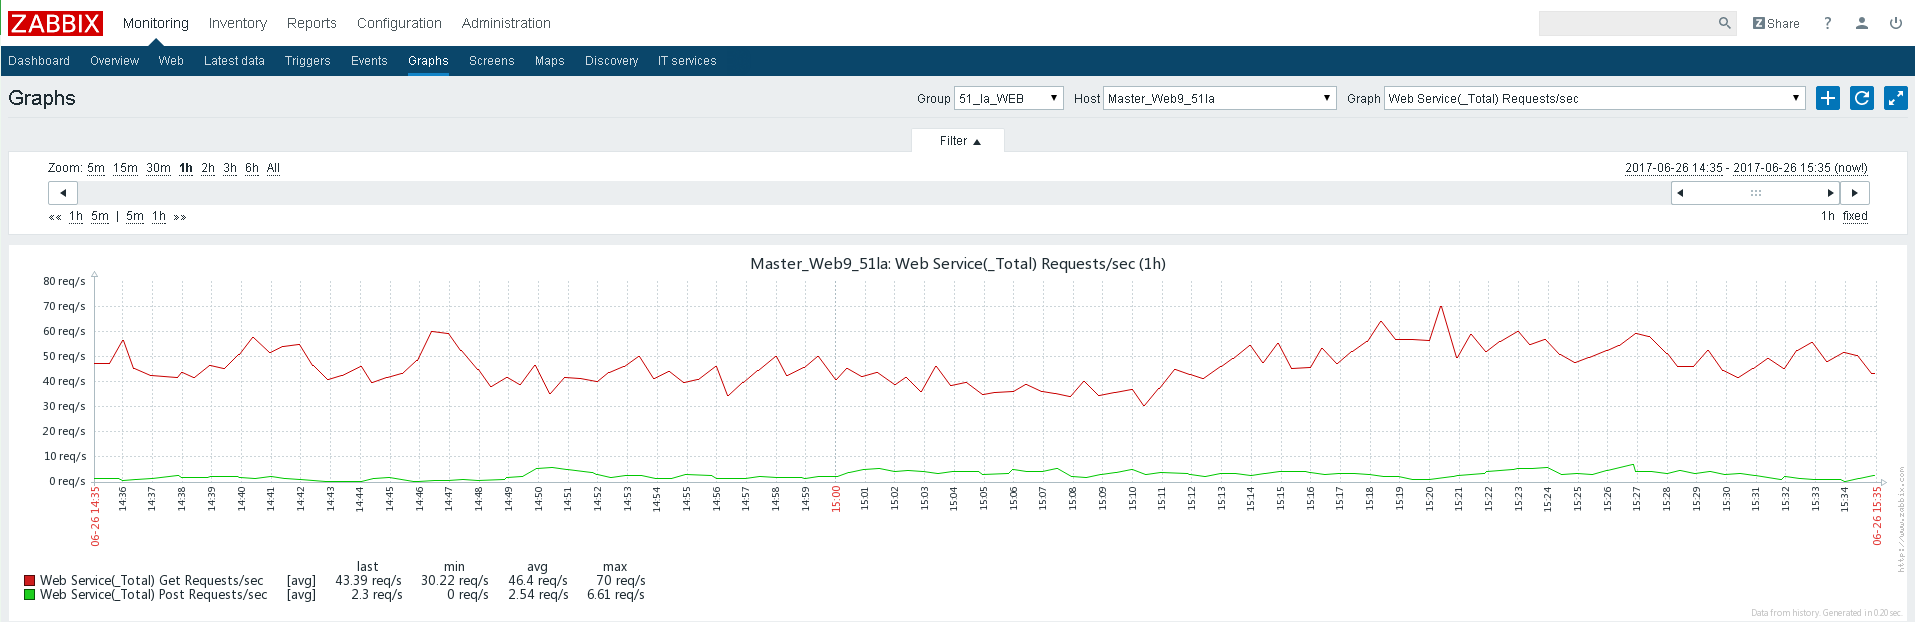 ZABBIX Monitoring Inventory Reports Configuration Administration Share ?
Dashboard Overview Web Latest data Triggers Events Graphs Screens Maps Discovery IT services
Graphs Group 51_la_WEB Host Master_Web9_51la Graph Web Service(_Total) Requests/sec
Filter
Zoom: 5m 15m 30m 1h 2h 3h 6h All 2017-06-26 14:35 - 2017-06-26 15:35 (now!)
«« 1h 5m | 5m 1h »» 1h fixed
Master_Web9_51la: Web Service(_Total) Requests/sec (1h)
80 req/s
70 req/s
60 req/s
50 req/s
40 req/s
30 req/s
20 req/s
10 req/s
0 req/s
06-26 14:35 14:36 14:37 14:38 14:39 14:40 14:41 14:42 14:43 14:44 14:45 14:46 14:47 14:48 14:49 14:50 14:51 14:52 14:53 14:54 14:55 14:56 14:57 14:58 14:59 15:00 15:01 15:02 15:03 15:04 15:05 15:06 15:07 15:08 15:09 15:10 15:11 15:12 15:13 15:14 15:15 15:16 15:17 15:18 15:19 15:20 15:21 15:22 15:23 15:24 15:25 15:26 15:27 15:28 15:29 15:30 15:31 15:32 15:33 15:34 06-26 15:35
http://www.zabbix.com
last min avg max
Web Service(_Total) Get Requests/sec [avg] 43.39 req/s 30.22 req/s 46.4 req/s 70 req/s
Web Service(_Total) Post Requests/sec [avg] 2.3 req/s 0 req/s 2.54 req/s 6.61 req/s
Data from history. Generated in 0.20 sec.